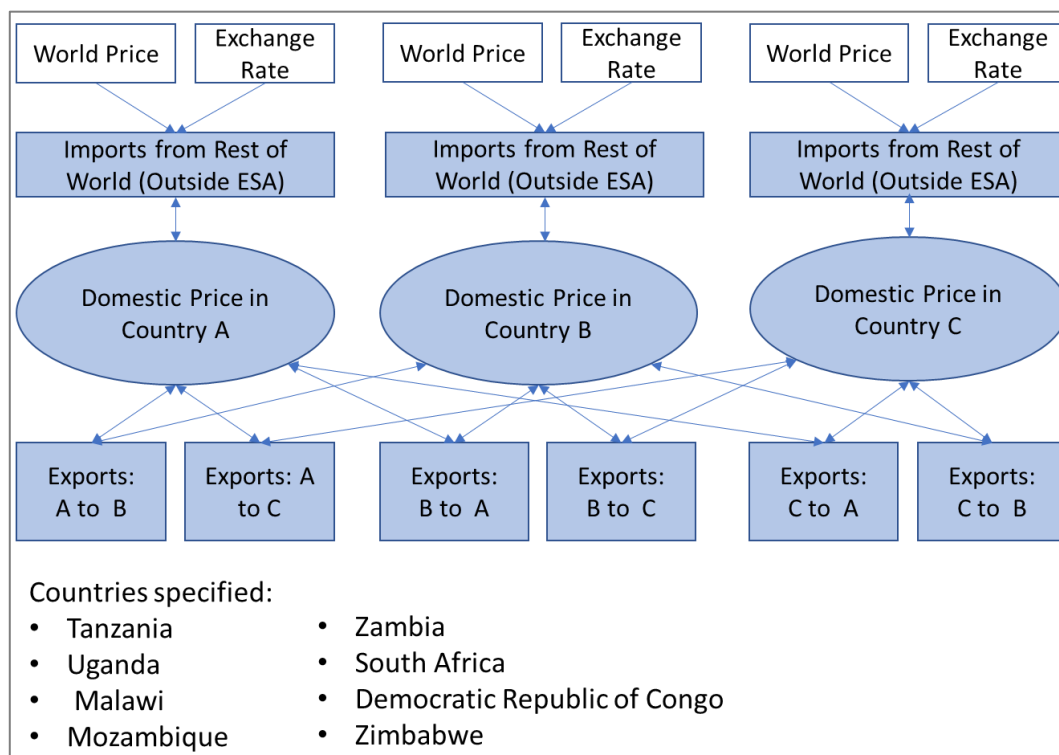 World Price
Exchange
Rate
World Price
Exchange
Rate
World Price
Exchange
Rate
Imports from Rest of
World (Outside ESA)
Imports from Rest of
World (Outside ESA)
Imports from Rest of
World (Outside ESA)
Domestic Price in
Country A
Domestic Price in
Country B
Domestic Price in
Country C
Exports:
A to B
Exports: A
to C
Exports:
B to A
Exports:
B to C
Exports:
C to A
Exports:
C to B
Countries specified:
• Tanzania
• Uganda
• Malawi
• Mozambique
• Zambia
• South Africa
• Democratic Republic of Congo
• Zimbabwe